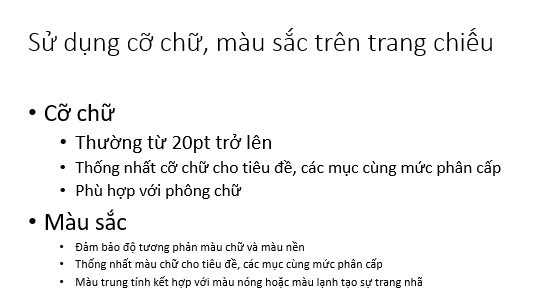 Sử dụng cỡ chữ, màu sắc trên trang chiếu
• Cỡ chữ
• Thường từ 20pt trở lên
• Thống nhất cỡ chữ cho tiêu đề, các mục cùng mức phân cấp
• Phù hợp với phông chữ
• Màu sắc
• Đảm bảo độ tương phản màu chữ và màu nền
• Thống nhất màu chữ cho tiêu đề, các mục cùng mức phân cấp
• Màu trung tính kết hợp với màu nóng hoặc màu lạnh tạo sự trang nhã